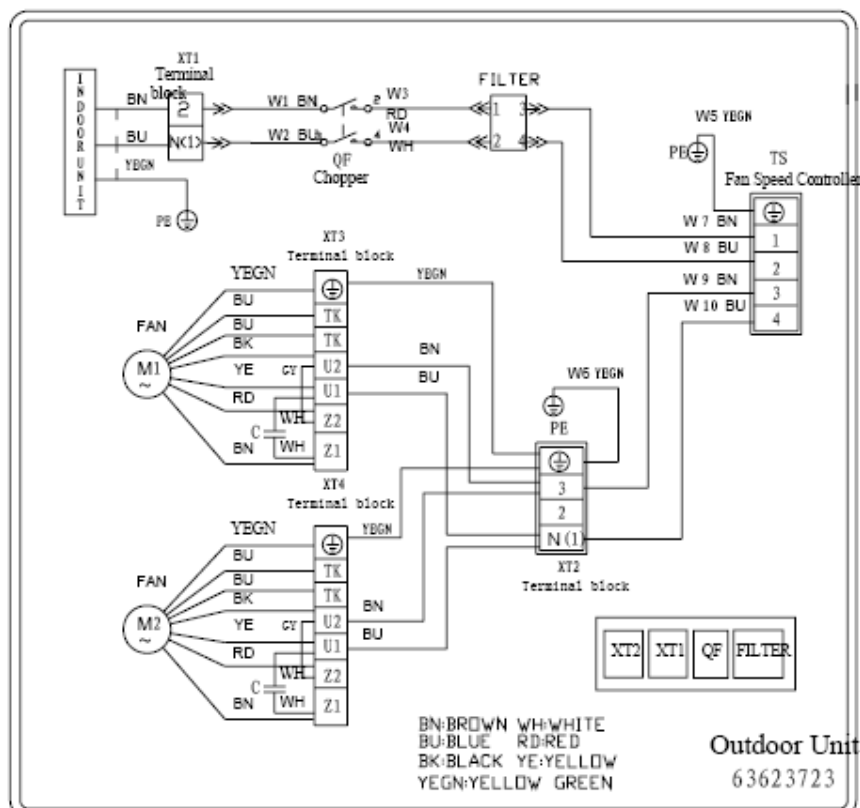 INDOOR UNIT
XT1
Terminal
block
BN
2
W1 BN
2
W3
RD
FILTER
1 3
BU
N(1)
W2 BU
4
W4
WH
2 4
YEGN
QF
Chopper
PE
W5 YEGN
PE
TS
Fan Speed Controller
W 7 BN
1
W 8 BU
2
W 9 BN
3
W 10 BU
4
XT3
Terminal block
YEGN
YEGN
BU
FAN
BU
TK
BK
TK
M1
~
YE
GY
U2
BN
RD
U1
BU
WH
Z2
C
BN
WH
Z1
W6 YEGN
PE
3
2
N (1)
XT2
Terminal block
XT4
Terminal block
YEGN
YEGN
BU
FAN
BU
TK
BK
TK
M2
~
YE
GY
U2
BN
RD
U1
BU
WH
Z2
C
BN
WH
Z1
XT2 XT1 QF FILTER
BN:BROWN WH:WHITE
BU:BLUE RD:RED
BK:BLACK YE:YELLOW
YEGN:YELLOW GREEN
Outdoor Unit
63623723